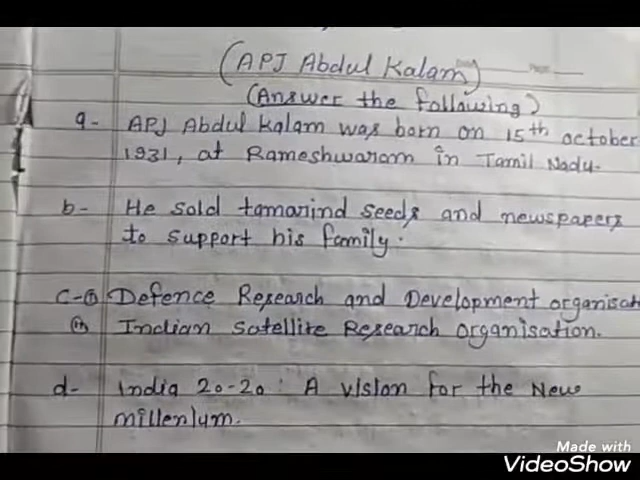 (APJ Abdul Kalam)
(Answer the following)
a- APJ Abdul Kalam was born on 15th october
1931, at Rameshwaram in Tamil Nadu.
b- He sold tamarind seeds and newspapers
to support his family.
c-(i) Defence Research and Development organisat
(ii) Indian Satellite Research Organisation.
d- India 20-20: A vision for the New
millenium.
Made with
VideoShow